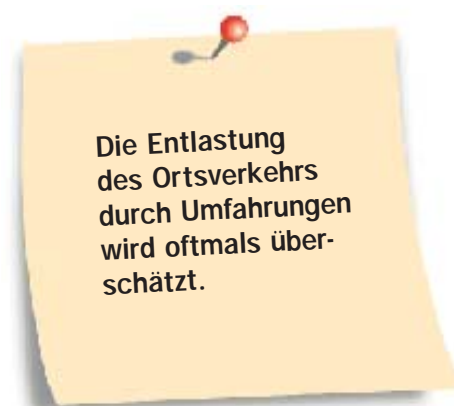 Die Entlastung
des Ortsverkehrs
durch Umfahrungen
wird oftmals über-
schätzt.